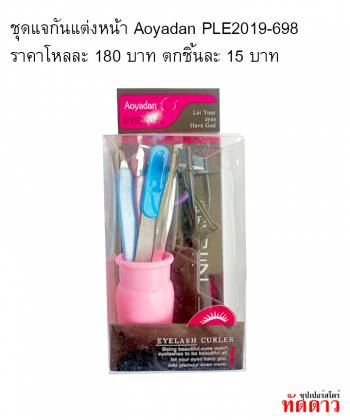 ชุดแจกันแต่งหน้า Aoyadan PLE2019-698
ราคาโหลละ 180 บาท ตกชิ้นละ 15 บาท
Aoyadan
Let Your
eyes
Have God
EYELASH CURLER
Being beautiful,eyes watch
eyelashes to be beautiful at,
let your eyes have god,
add glamour even more.
ซุปเปอร์สโตร์
ทัดดาว